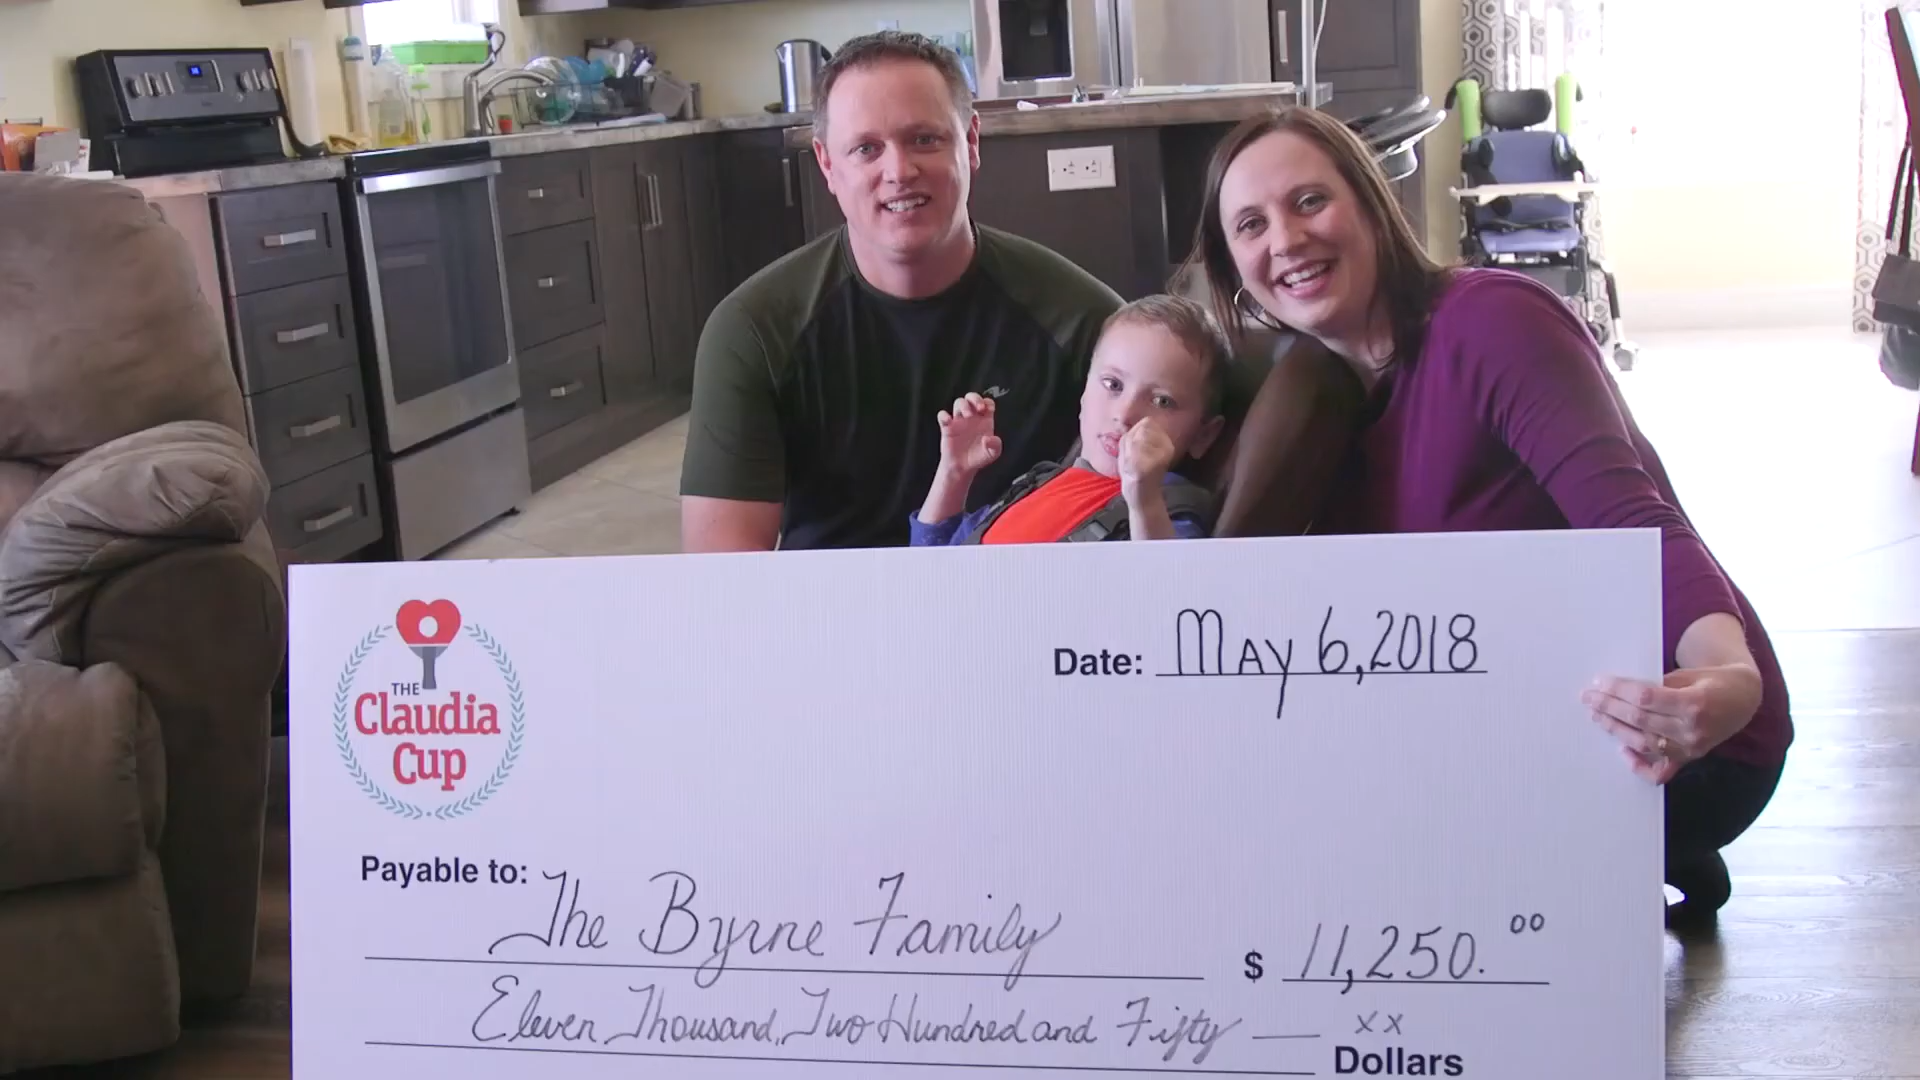 THE
Claudia
Cup
Date: May 6, 2018
Payable to: The Byrne Family
$ 11,250.00
Eleven Thousand, Two Hundred and Fifty — xx
Dollars